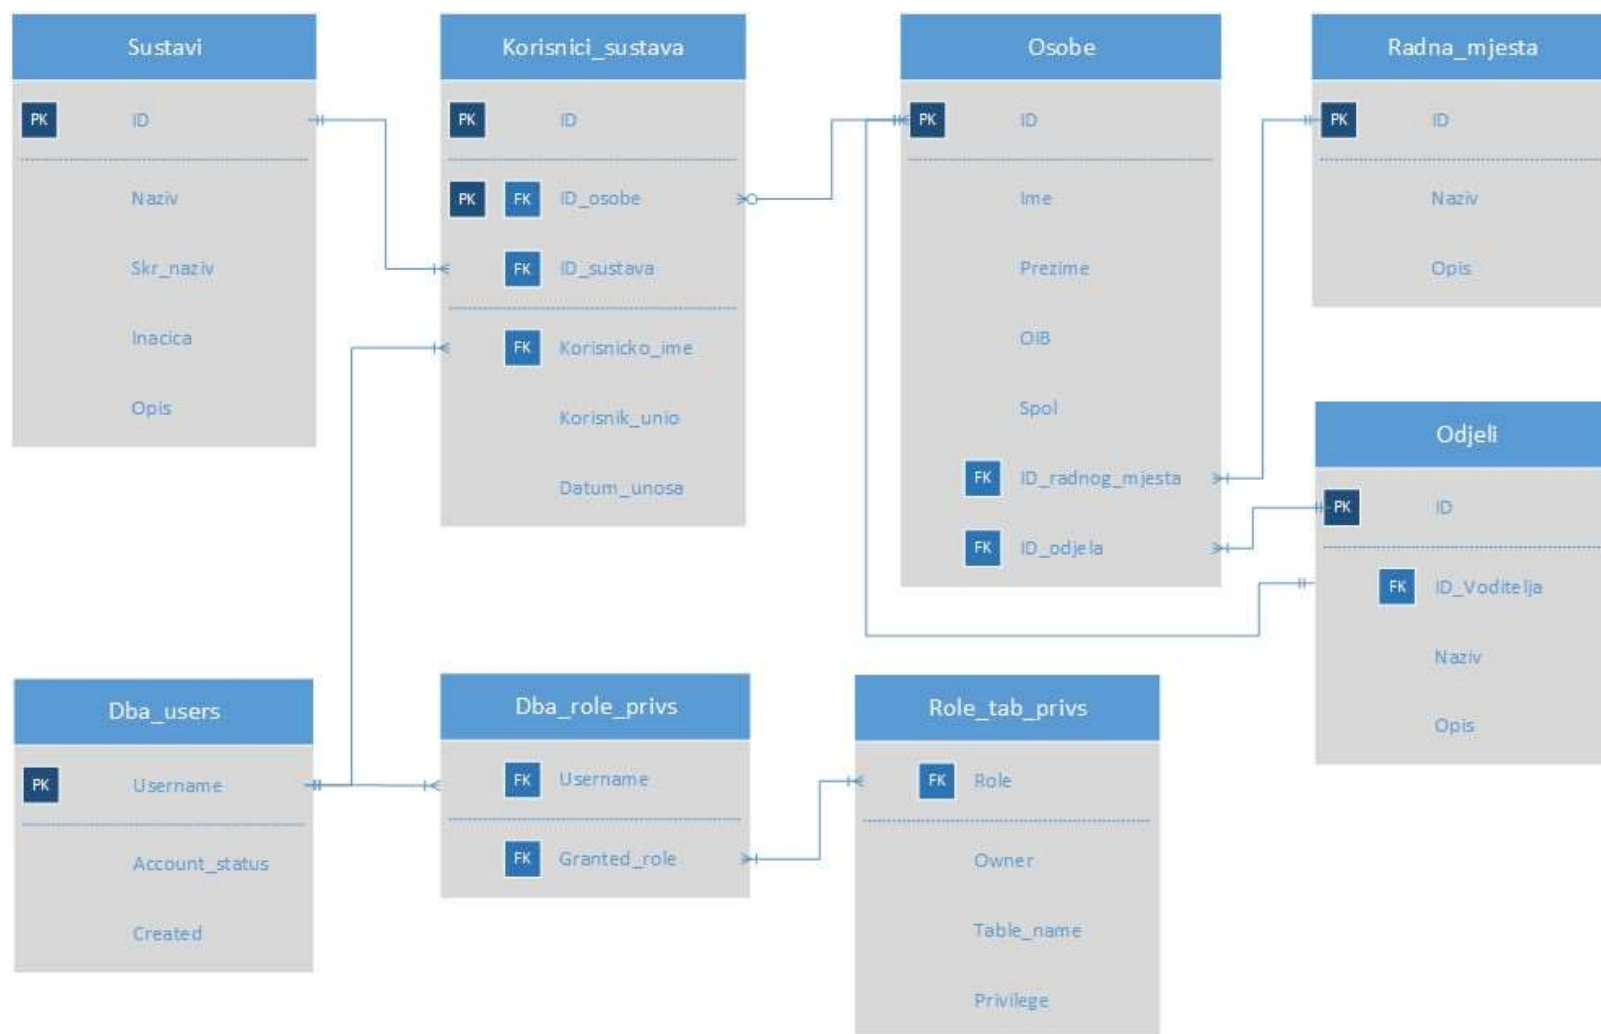 Sustavi
PK ID
Naziv
Skr_naziv
Inacica
Opis
Korisnici_sustava
PK ID
PK FK ID_osobe
FK ID_sustava
FK Korisnicko_ime
Korisnik_unio
Datum_unosa
Osobe
PK ID
Ime
Prezime
OIB
Spol
FK ID_radnog_mjesta
FK ID_odjela
Radna_mjesta
PK ID
Naziv
Opis
Odjeli
PK ID
FK ID_Voditelja
Naziv
Opis
Dba_users
PK Username
Account_status
Created
Dba_role_privs
FK Username
FK Granted_role
Role_tab_privs
FK Role
Owner
Table_name
Privilege